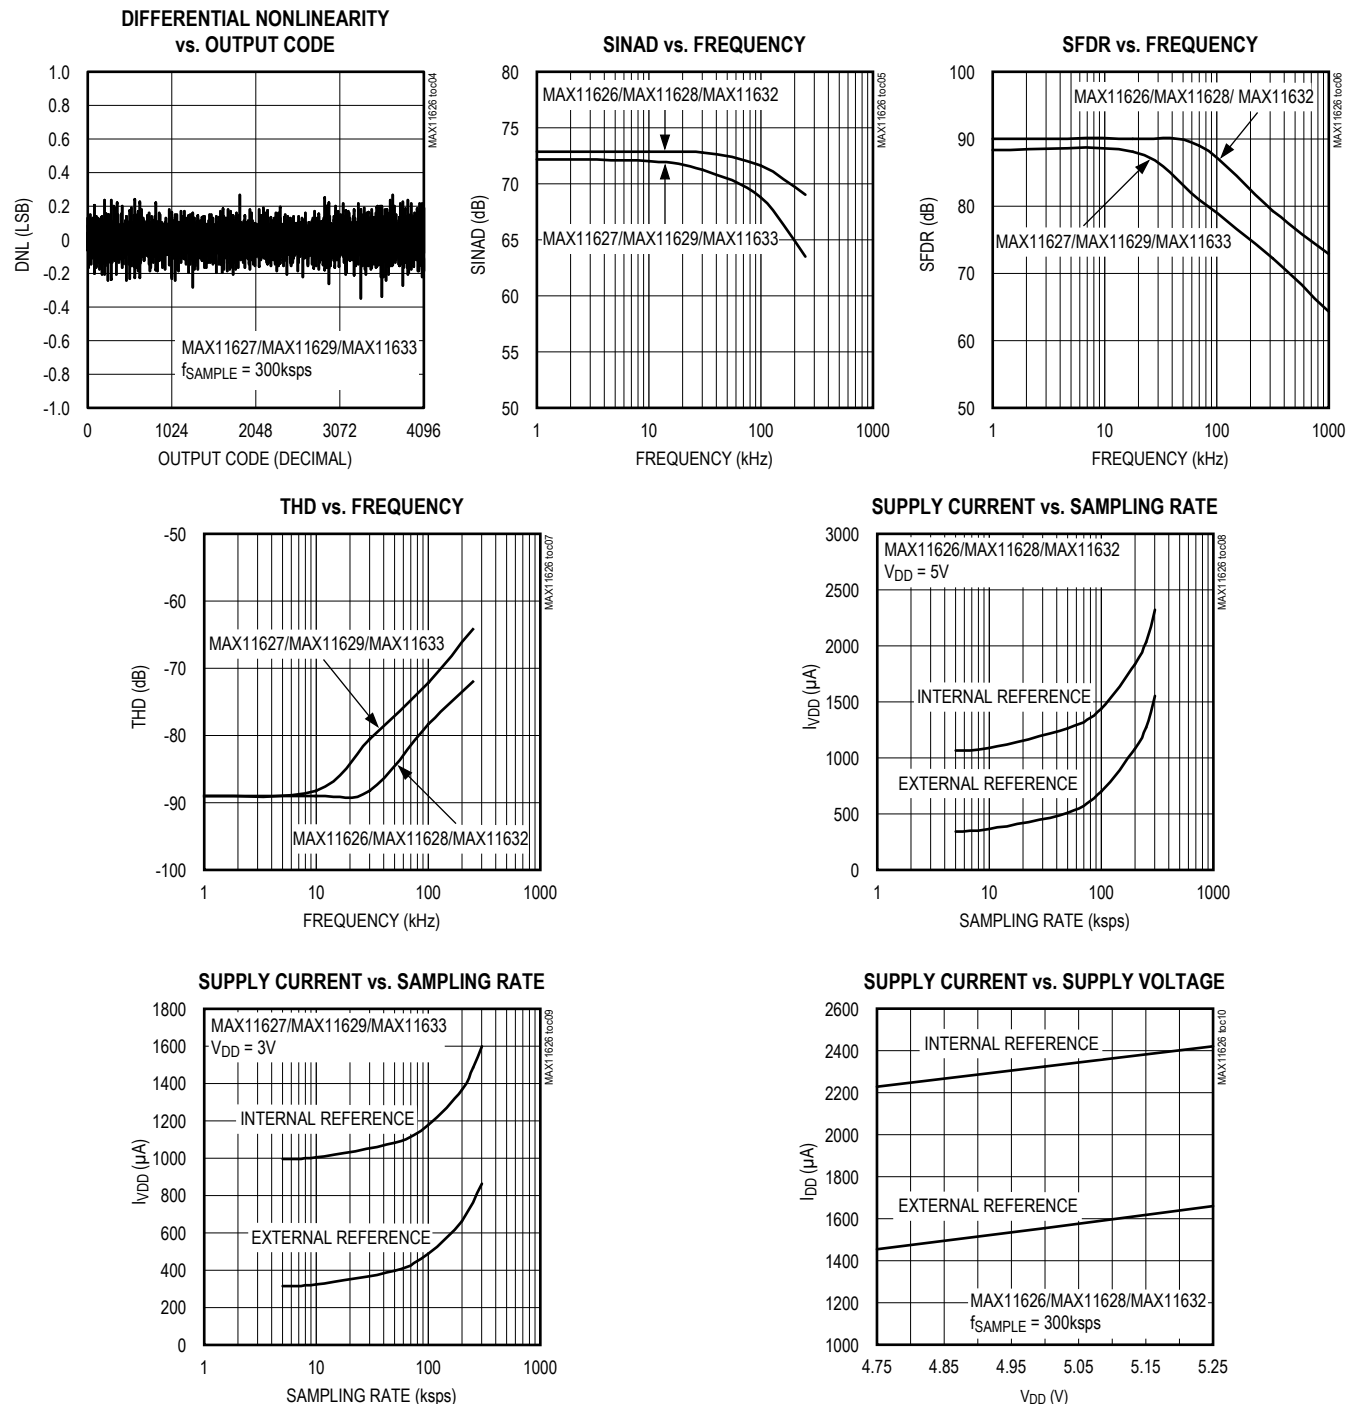 DIFFERENTIAL NONLINEARITY
vs. OUTPUT CODE
MAX11626 toc04
1.0
0.8
0.6
0.4
0.2
0
-0.2
-0.4
-0.6
-0.8
-1.0
DNL (LSB)
MAX11627/MAX11629/MAX11633
fSAMPLE = 300ksps
0 1024 2048 3072 4096
OUTPUT CODE (DECIMAL)
SINAD vs. FREQUENCY
MAX11626 toc05
80
75
70
65
60
55
50
SINAD (dB)
MAX11626/MAX11628/MAX11632
MAX11627/MAX11629/MAX11633
1 10 100 1000
FREQUENCY (kHz)
SFDR vs. FREQUENCY
MAX11626 toc06
100
90
80
70
60
50
SFDR (dB)
MAX11626/MAX11628/ MAX11632
MAX11627/MAX11629/MAX11633
1 10 100 1000
FREQUENCY (kHz)
THD vs. FREQUENCY
MAX11626 toc07
-50
-60
-70
-80
-90
-100
THD (dB)
MAX11627/MAX11629/MAX11633
MAX11626/MAX11628/MAX11632
1 10 100 1000
FREQUENCY (kHz)
SUPPLY CURRENT vs. SAMPLING RATE
MAX11626 toc08
3000
2500
2000
1500
1000
500
0
IVDD (µA)
MAX11626/MAX11628/MAX11632
VDD = 5V
INTERNAL REFERENCE
EXTERNAL REFERENCE
1 10 100 1000
SAMPLING RATE (ksps)
SUPPLY CURRENT vs. SAMPLING RATE
MAX11626 toc09
1800
1600
1400
1200
1000
800
600
400
200
0
IVDD (µA)
MAX11627/MAX11629/MAX11633
VDD = 3V
INTERNAL REFERENCE
EXTERNAL REFERENCE
1 10 100 1000
SAMPLING RATE (ksps)
SUPPLY CURRENT vs. SUPPLY VOLTAGE
MAX11626 toc10
2600
2400
2200
2000
1800
1600
1400
1200
1000
IDD (µA)
INTERNAL REFERENCE
EXTERNAL REFERENCE
MAX11626/MAX11628/MAX11632
fSAMPLE = 300ksps
4.75 4.85 4.95 5.05 5.15 5.25
VDD (V)